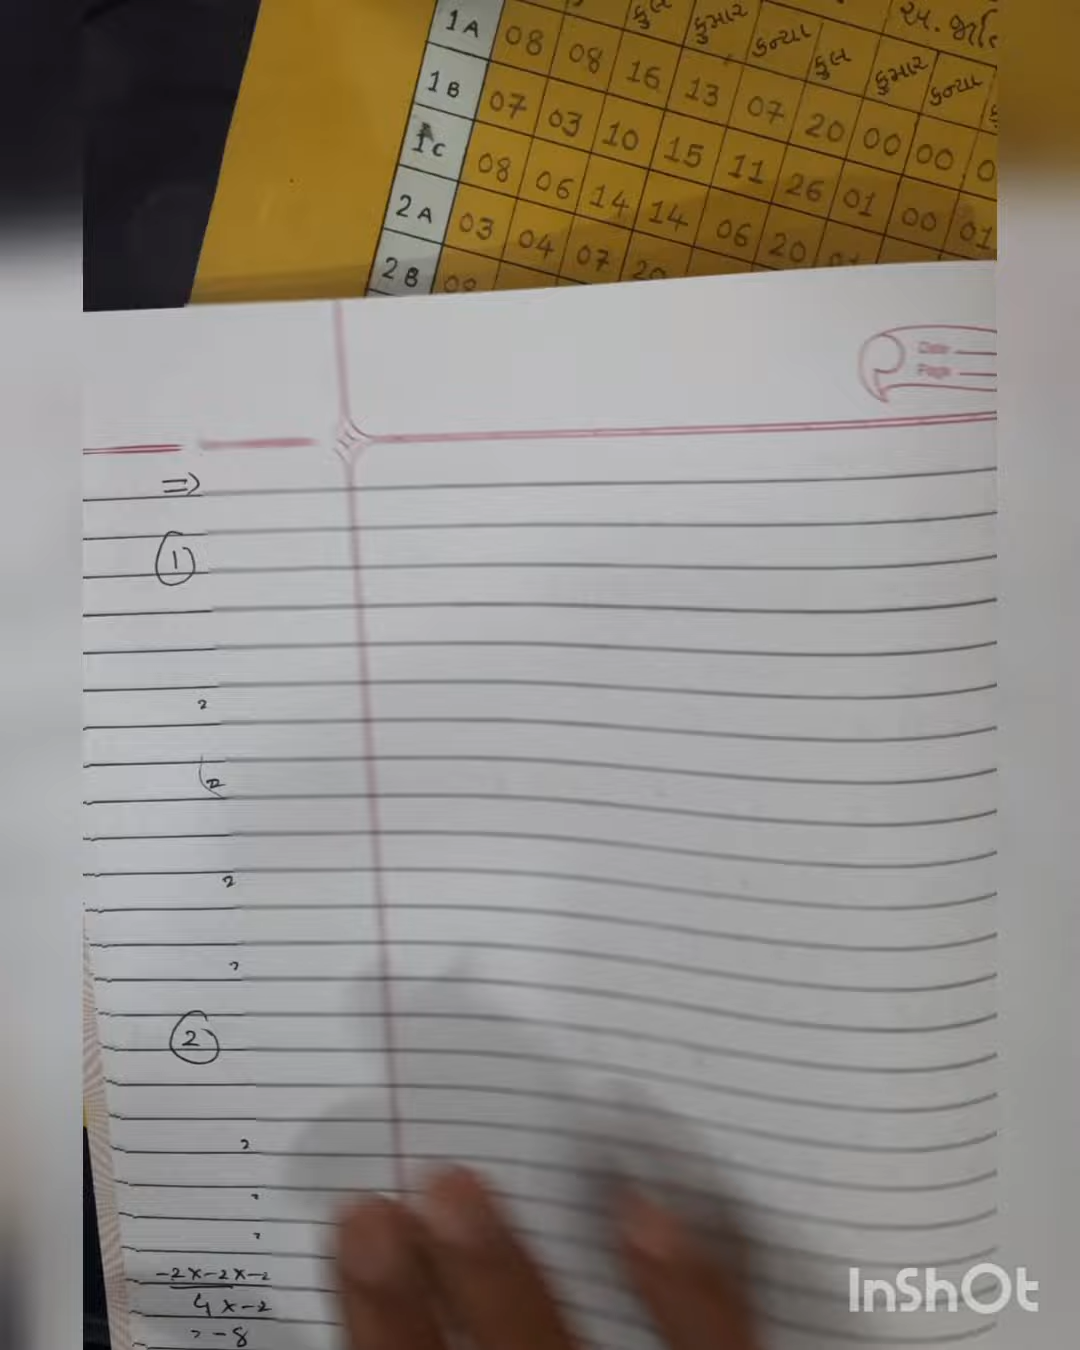 કુલ કુમાર કન્યા કુલ કુમાર કન્યા
1A 08 08 16 13 07 20 00 00
1B 07 03 10 15 11 26 01 00 01
1C 08 06 14 14 06 20
2A 03 04 07 20
2B
Date
Page
=>
1
2
-2x-2x-2
4x-2
-8
InShOt